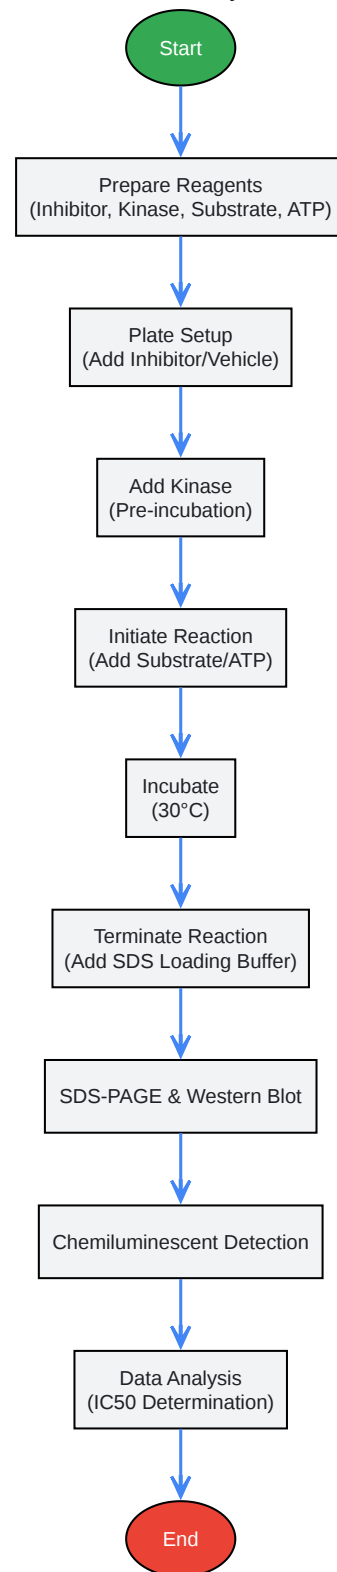 Start
Prepare Reagents
(Inhibitor, Kinase, Substrate, ATP)
Plate Setup
(Add Inhibitor/Vehicle)
Add Kinase
(Pre-incubation)
Initiate Reaction
(Add Substrate/ATP)
Incubate
(30°C)
Terminate Reaction
(Add SDS Loading Buffer)
SDS-PAGE & Western Blot
Chemiluminescent Detection
Data Analysis
(IC50 Determination)
End